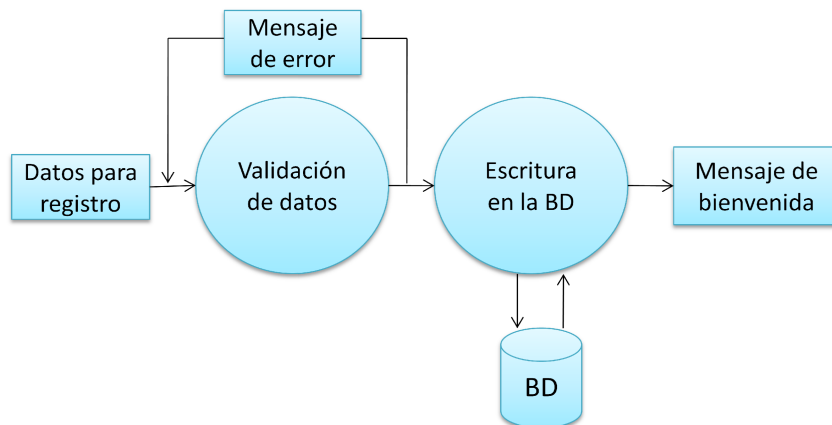 Mensaje
de error
Datos para
registro
Validación
de datos
Escritura
en la BD
Mensaje de
bienvenida
BD